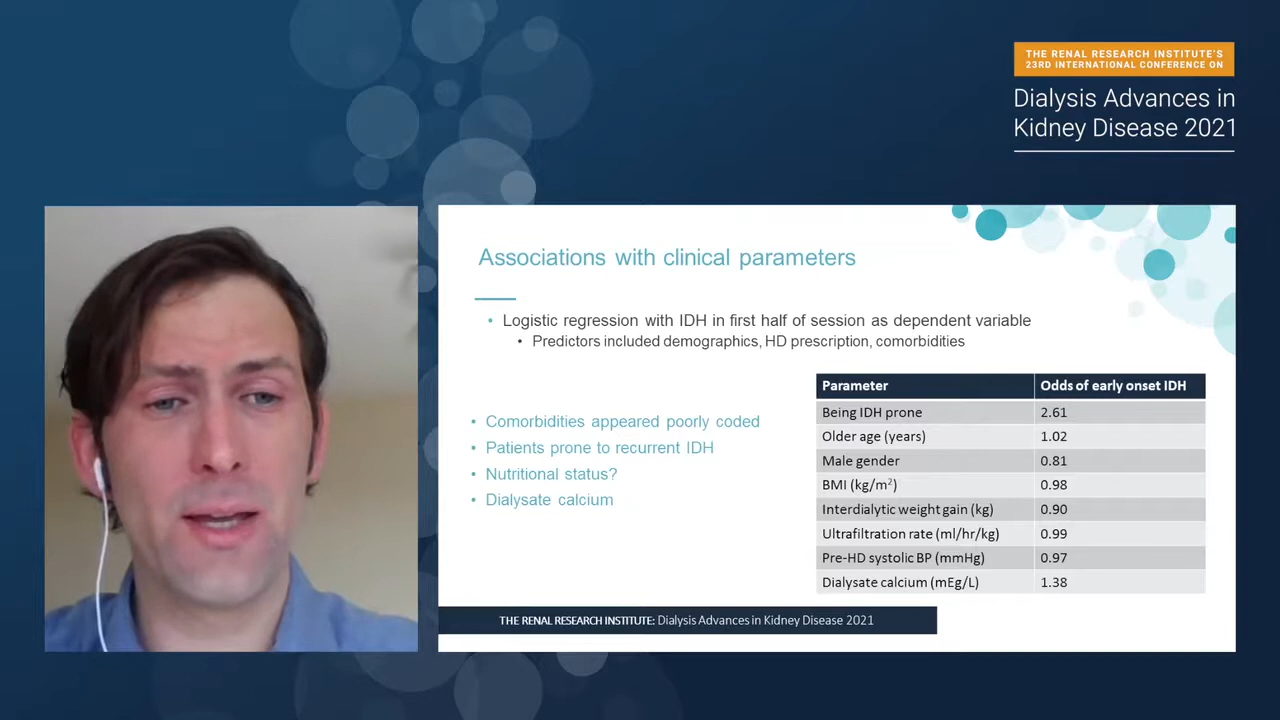 THE RENAL RESEARCH INSTITUTE'S
23RD INTERNATIONAL CONFERENCE ON
Dialysis Advances in
Kidney Disease 2021
Associations with clinical parameters
• Logistic regression with IDH in first half of session as dependent variable
• Predictors included demographics, HD prescription, comorbidities
• Comorbidities appeared poorly coded
• Patients prone to recurrent IDH
• Nutritional status?
• Dialysate calcium
Parameter Odds of early onset IDH
Being IDH prone 2.61
Older age (years) 1.02
Male gender 0.81
BMI (kg/m²) 0.98
Interdialytic weight gain (kg) 0.90
Ultrafiltration rate (ml/hr/kg) 0.99
Pre-HD systolic BP (mmHg) 0.97
Dialysate calcium (mEg/L) 1.38
THE RENAL RESEARCH INSTITUTE: Dialysis Advances in Kidney Disease 2021